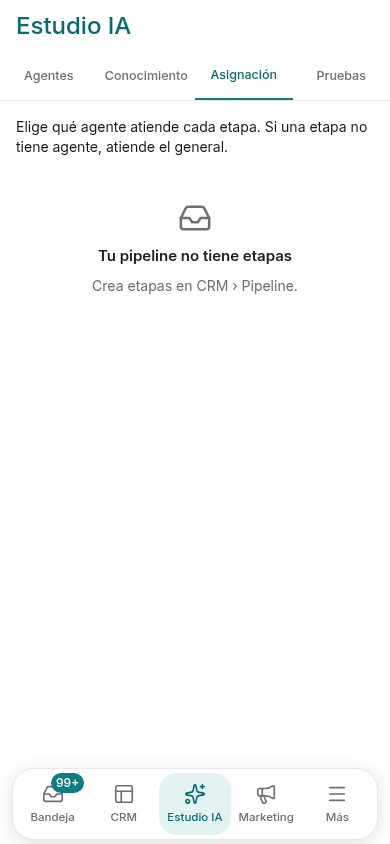 Estudio IA
Agentes
Conocimiento
Asignación
Pruebas
Elige qué agente atiende cada etapa. Si una etapa no
tiene agente, atiende el general.
Tu pipeline no tiene etapas
Crea etapas en CRM › Pipeline.
99+
Bandeja
CRM
Estudio IA
Marketing
Más